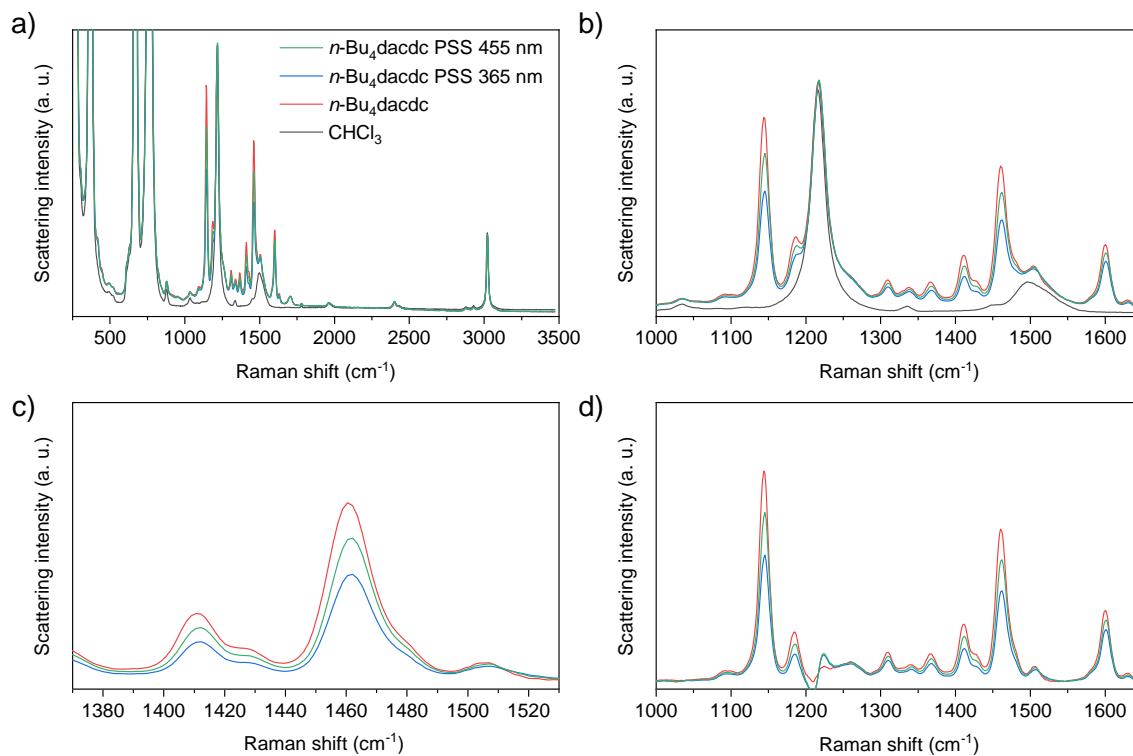 a)
n-Bu₄dacdc PSS 455 nm
n-Bu₄dacdc PSS 365 nm
n-Bu₄dacdc
CHCl₃
Scattering intensity (a. u.)
500 1000 1500 2000 2500 3000 3500
Raman shift (cm⁻¹)
b)
Scattering intensity (a. u.)
1000 1100 1200 1300 1400 1500 1600
Raman shift (cm⁻¹)
c)
Scattering intensity (a. u.)
1380 1400 1420 1440 1460 1480 1500 1520
Raman shift (cm⁻¹)
d)
Scattering intensity (a. u.)
1000 1100 1200 1300 1400 1500 1600
Raman shift (cm⁻¹)